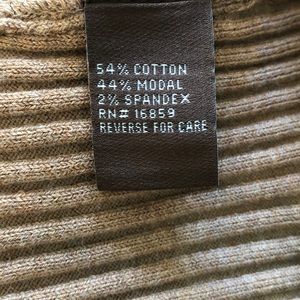 54% COTTON
44% MODAL
2% SPANDEX
RN# 16859
REVERSE FOR CARE